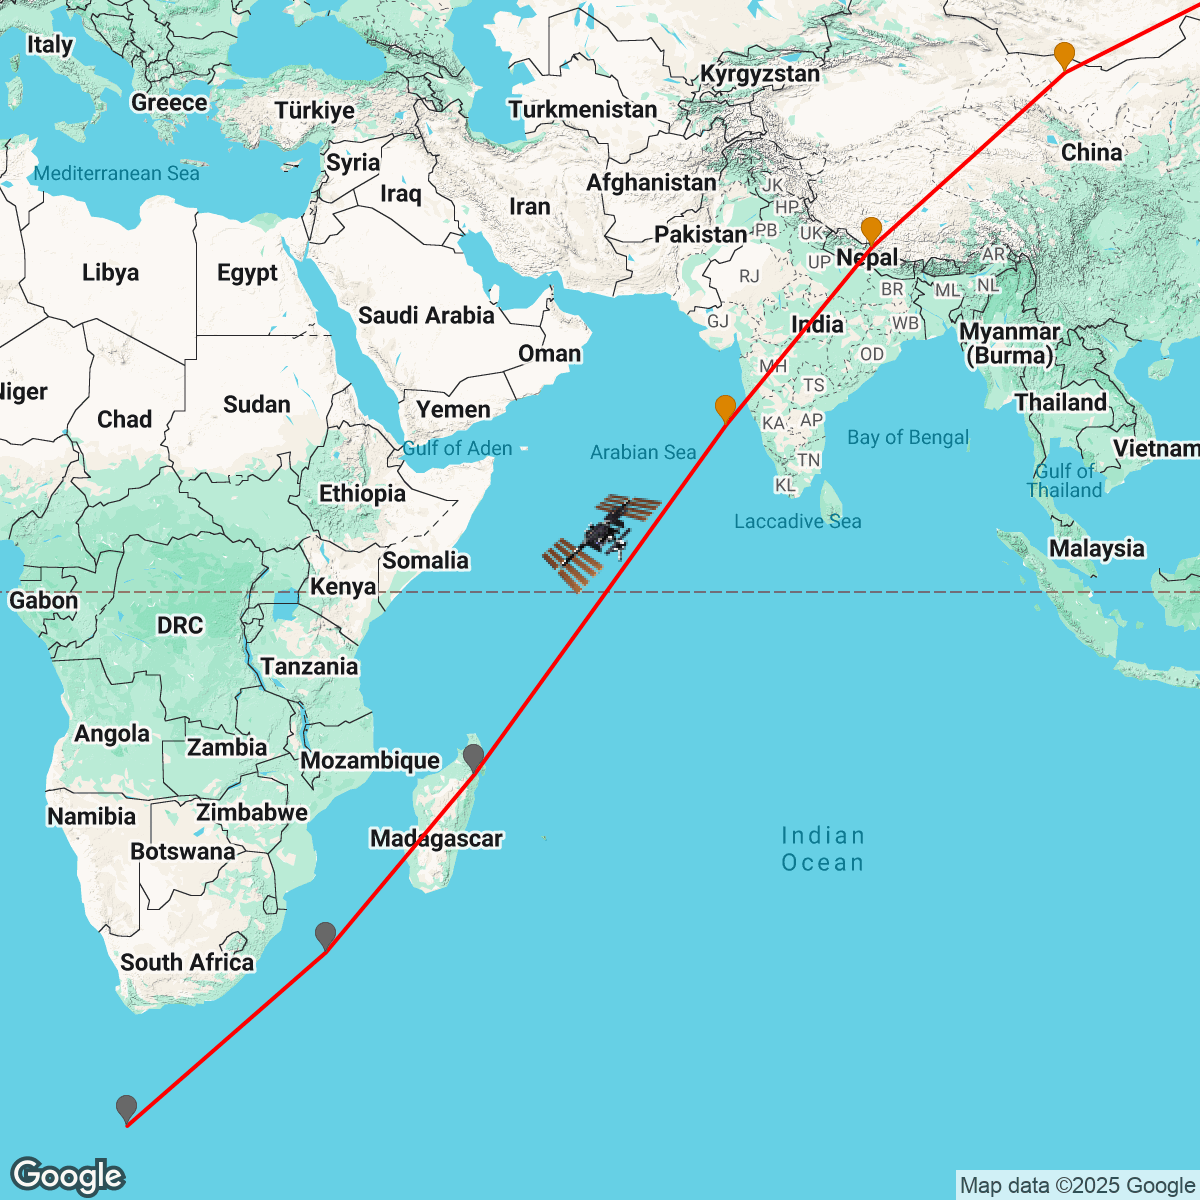 Italy
Greece
Türkiye
Turkmenistan
Kyrgyzstan
Mediterranean Sea
Syria
Iraq
Iran
Afghanistan
China
JK
HP
Pakistan
PB
UK
Nepal
UP
AR
Libya
Egypt
RJ
BR
ML
NL
Saudi Arabia
GJ
India
WB
Myanmar
(Burma)
Oman
OD
MH
TS
Niger
Chad
Sudan
Yemen
Thailand
KA
AP
Gulf of Aden
Arabian Sea
Bay of Bengal
Vietnam
TN
KL
Gulf of
Thailand
Ethiopia
Laccadive Sea
Malaysia
Somalia
Kenya
Gabon
DRC
Tanzania
Angola
Zambia
Mozambique
Namibia
Zimbabwe
Madagascar
Botswana
Indian
Ocean
South Africa
Google
Map data ©2025 Google